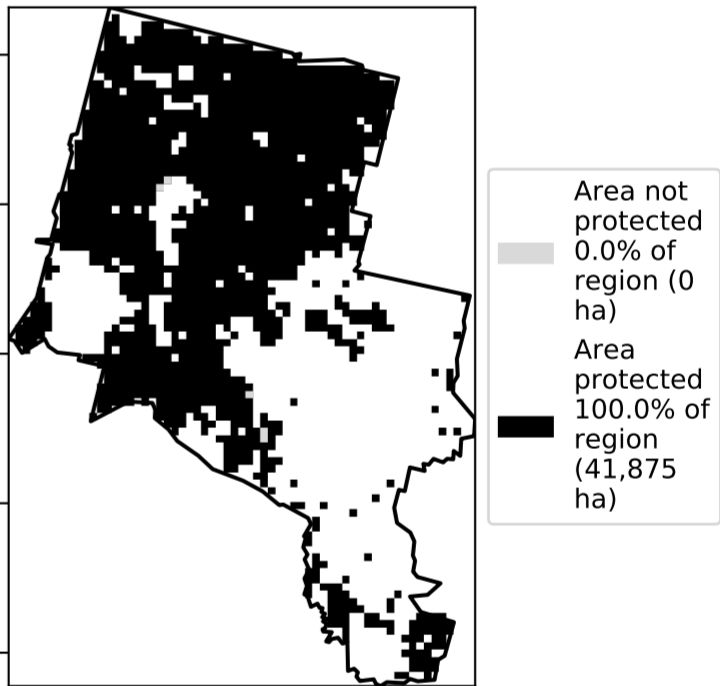 Area not
protected
0.0% of
region (0
ha)
Area
protected
100.0% of
region
(41,875
ha)